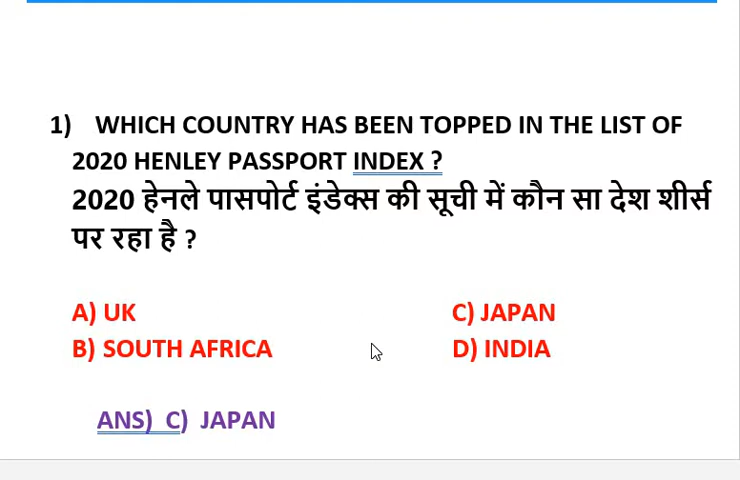 1) WHICH COUNTRY HAS BEEN TOPPED IN THE LIST OF
2020 HENLEY PASSPORT INDEX ?
2020 हेनले पासपोर्ट इंडेक्स की सूची में कौन सा देश शीर्स
पर रहा है ?
A) UK C) JAPAN
B) SOUTH AFRICA D) INDIA
ANS) C) JAPAN